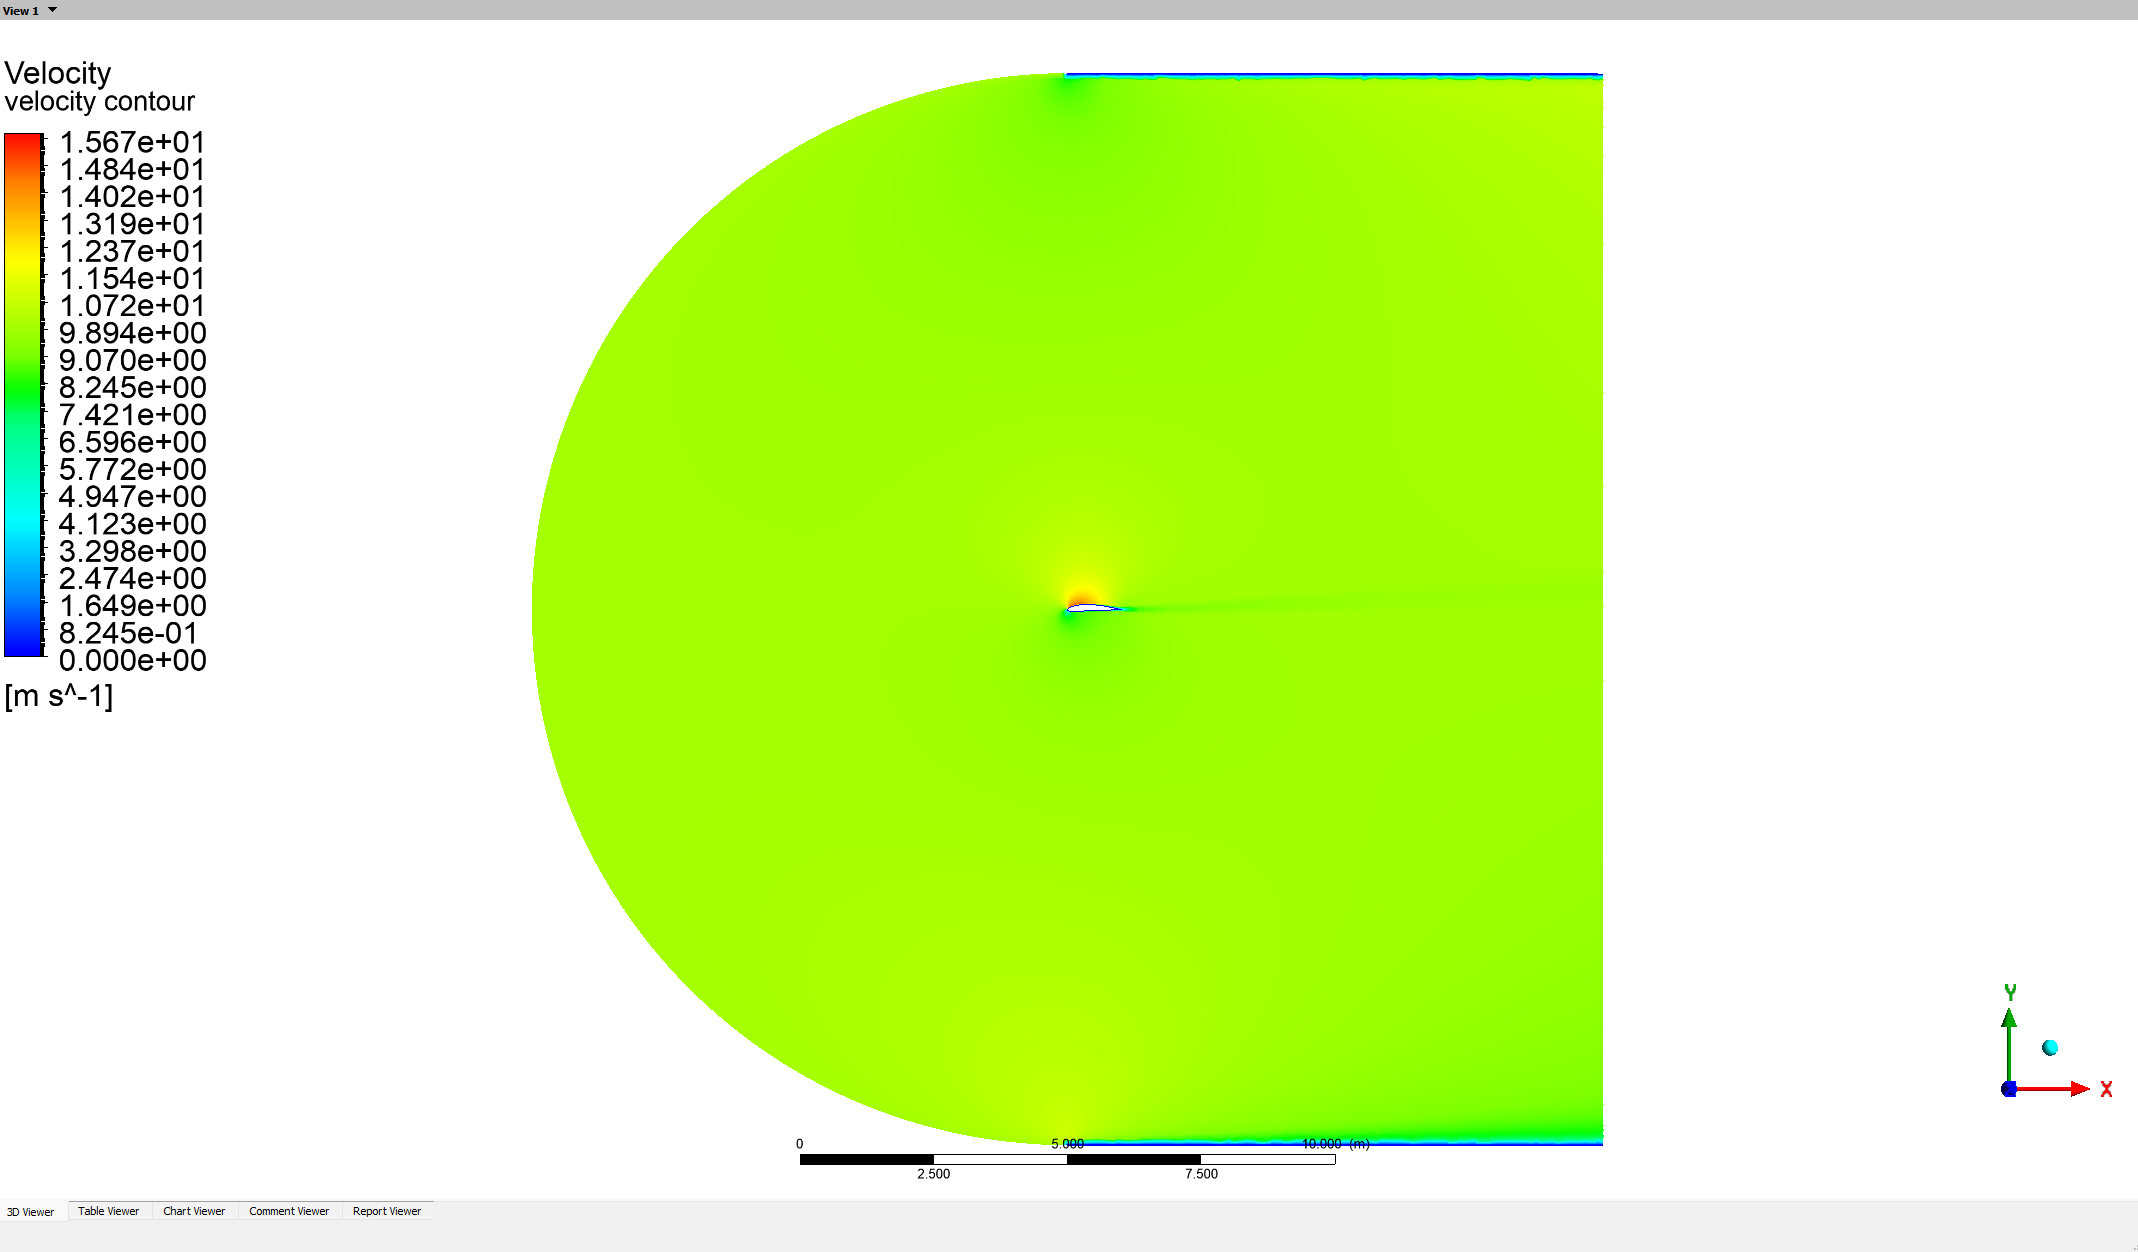 View 1
Velocity
velocity contour
1.567e+01
1.484e+01
1.402e+01
1.319e+01
1.237e+01
1.154e+01
1.072e+01
9.894e+00
9.070e+00
8.245e+00
7.421e+00
6.596e+00
5.772e+00
4.947e+00
4.123e+00
3.298e+00
2.474e+00
1.649e+00
8.245e-01
0.000e+00
[m s^-1]
Y
X
0 5.000 10.000 (m)
2.500 7.500
3D Viewer Table Viewer Chart Viewer Comment Viewer Report Viewer